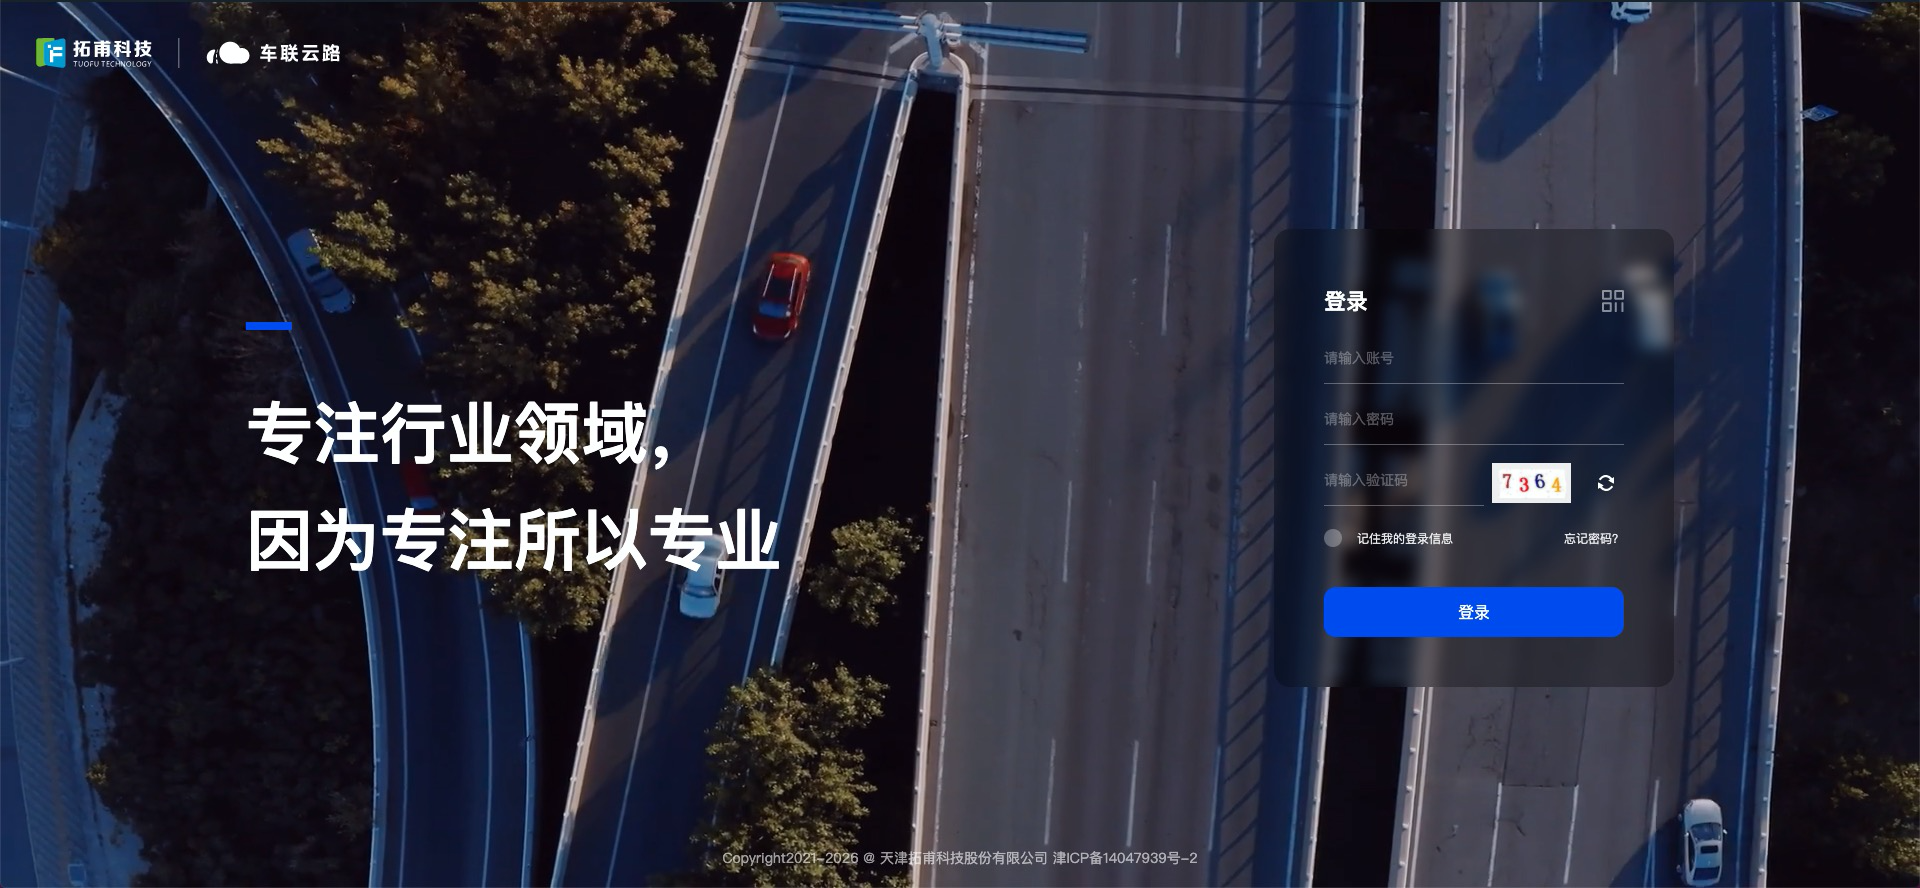 拓甫科技
TUOFU TECHNOLOGY
车联云路
专注行业领域，
因为专注所以专业
登录
请输入账号
请输入密码
请输入验证码
7364
记住我的登录信息
忘记密码?
登录
Copyright2021-2026 @ 天津拓甫科技股份有限公司 津ICP备14047939号-2